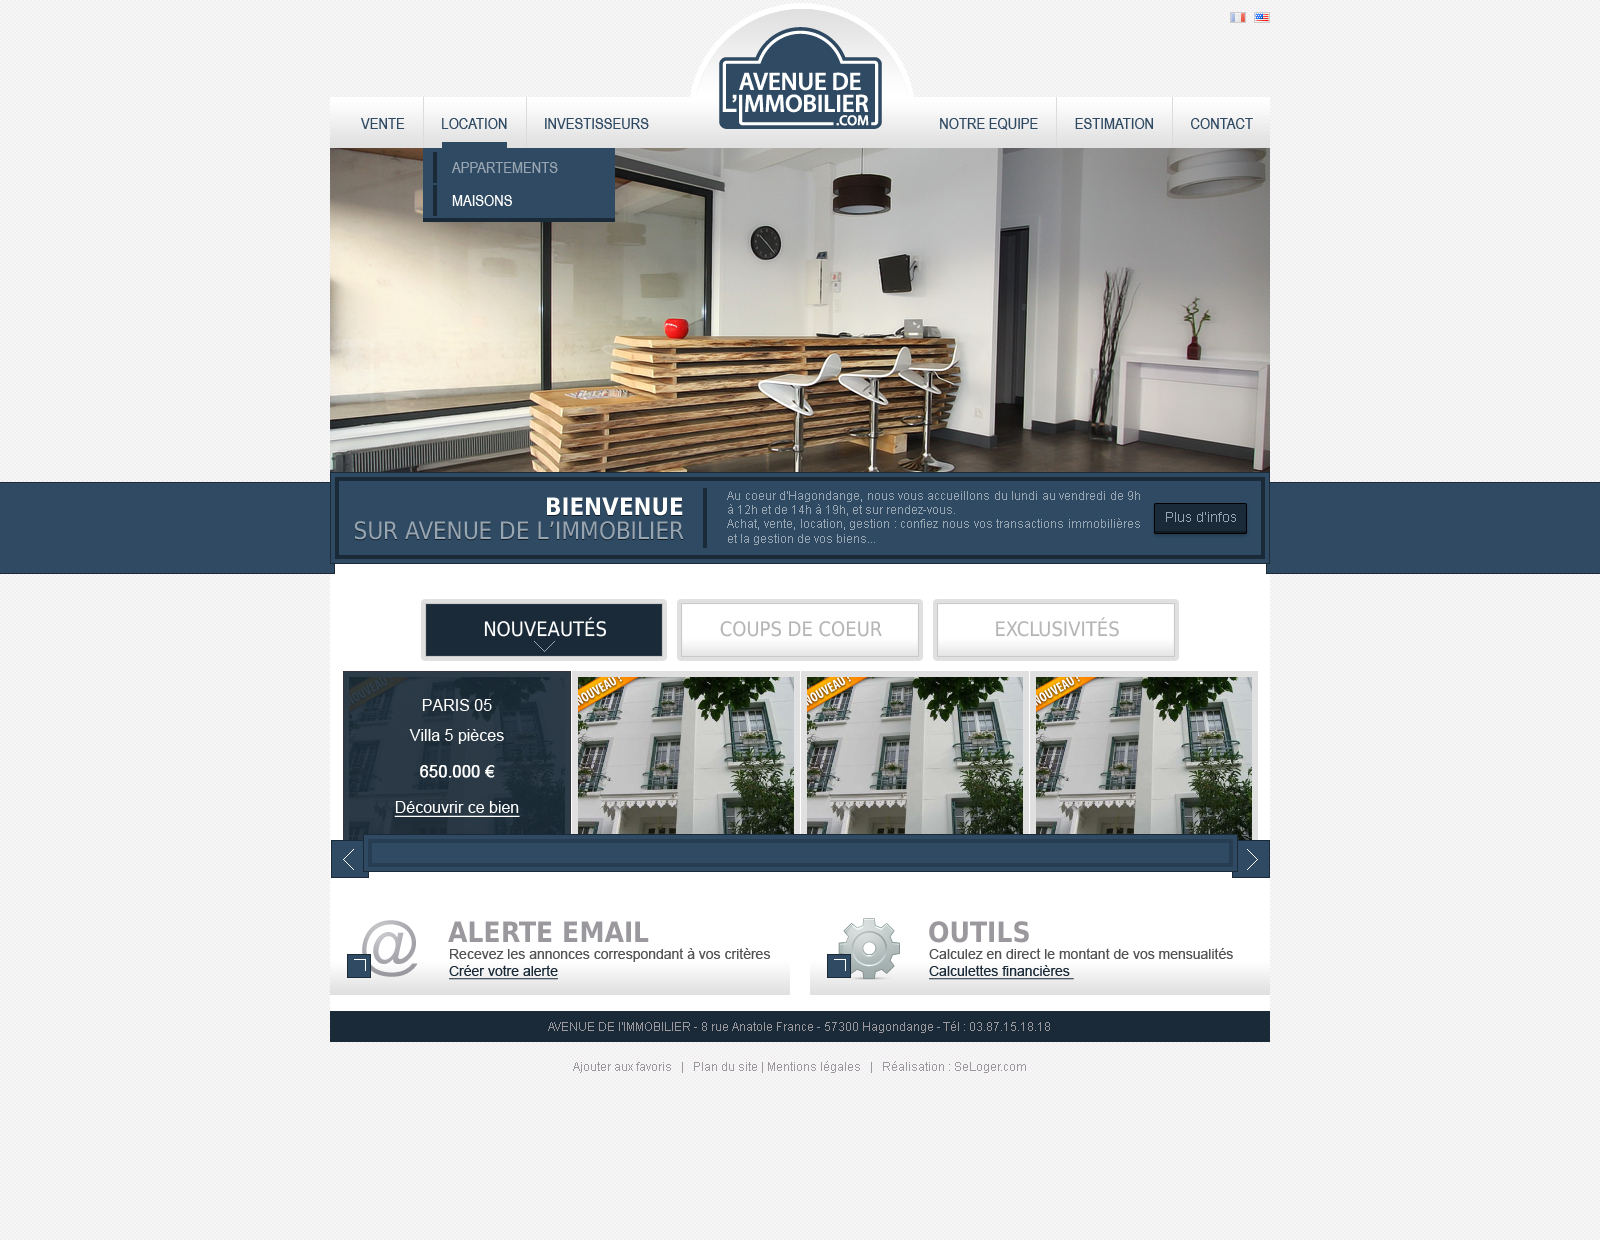 AVENUE DE
L'IMMOBILIER
.COM
VENTE
LOCATION
INVESTISSEURS
NOTRE EQUIPE
ESTIMATION
CONTACT
APPARTEMENTS
MAISONS
BIENVENUE
SUR AVENUE DE L'IMMOBILIER
Au coeur d'Hagondange, nous vous accueillons du lundi au vendredi de 9h
à 12h et de 14h à 19h, et sur rendez-vous.
Achat, vente, location, gestion : confiez nous vos transactions immobilières
et la gestion de vos biens...
Plus d'infos
NOUVEAUTÉS
COUPS DE COEUR
EXCLUSIVITÉS
NOUVEAU !
PARIS 05
Villa 5 pièces
650.000 €
Découvrir ce bien
NOUVEAU !
NOUVEAU !
NOUVEAU !
@
ALERTE EMAIL
Recevez les annonces correspondant à vos critères
Créer votre alerte
OUTILS
Calculez en direct le montant de vos mensualités
Calculettes financières
AVENUE DE l'IMMOBILIER - 8 rue Anatole France - 57300 Hagondange - Tél : 03.87.15.18.18
Ajouter aux favoris | Plan du site | Mentions légales | Réalisation : SeLoger.com